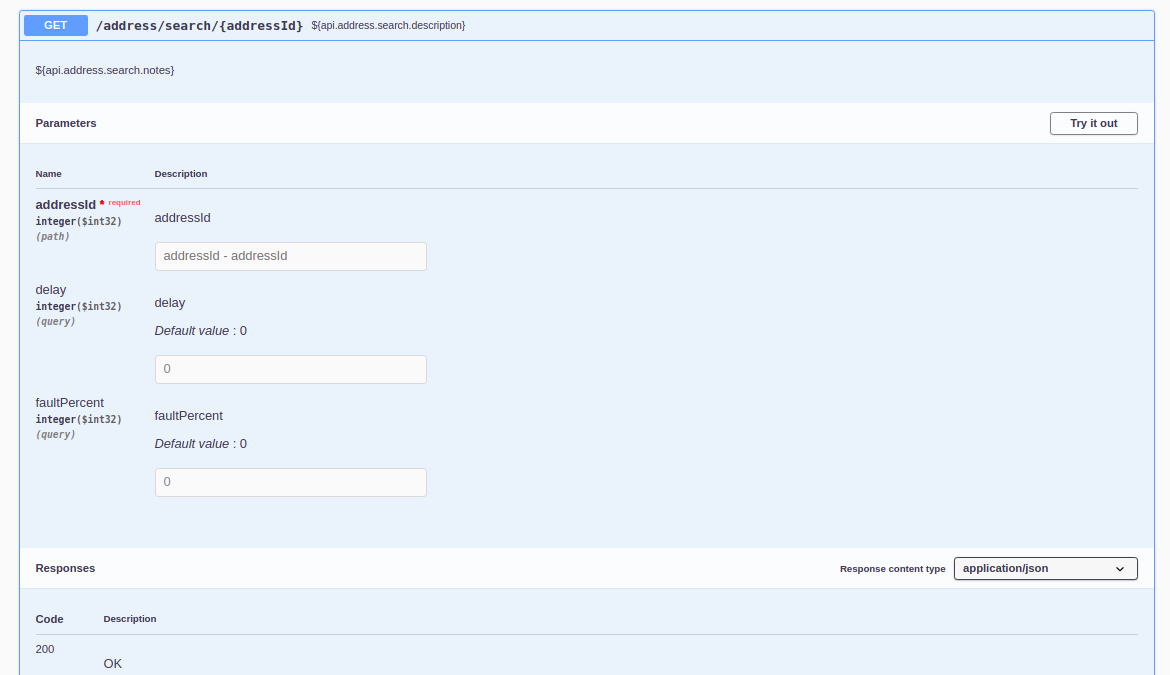 GET /address/search/{addressId} ${api.address.search.description}
${api.address.search.notes}
Parameters Try it out
Name Description
addressId * required
integer($int32)
(path)
addressId
addressId - addressId
delay
integer($int32)
(query)
delay
Default value : 0
0
faultPercent
integer($int32)
(query)
faultPercent
Default value : 0
0
Responses Response content type application/json
Code Description
200
OK